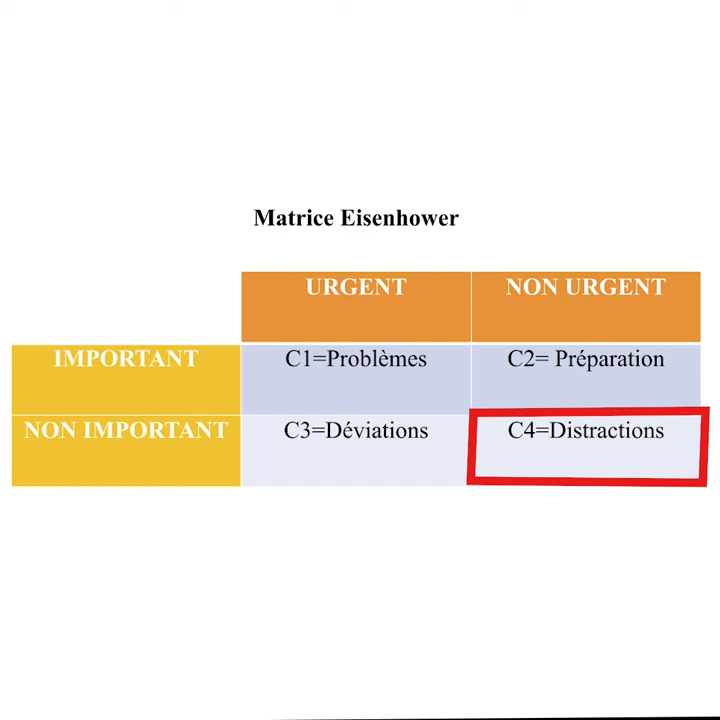 Matrice Eisenhower
URGENT NON URGENT
IMPORTANT C1=Problèmes C2= Préparation
NON IMPORTANT C3=Déviations C4=Distractions